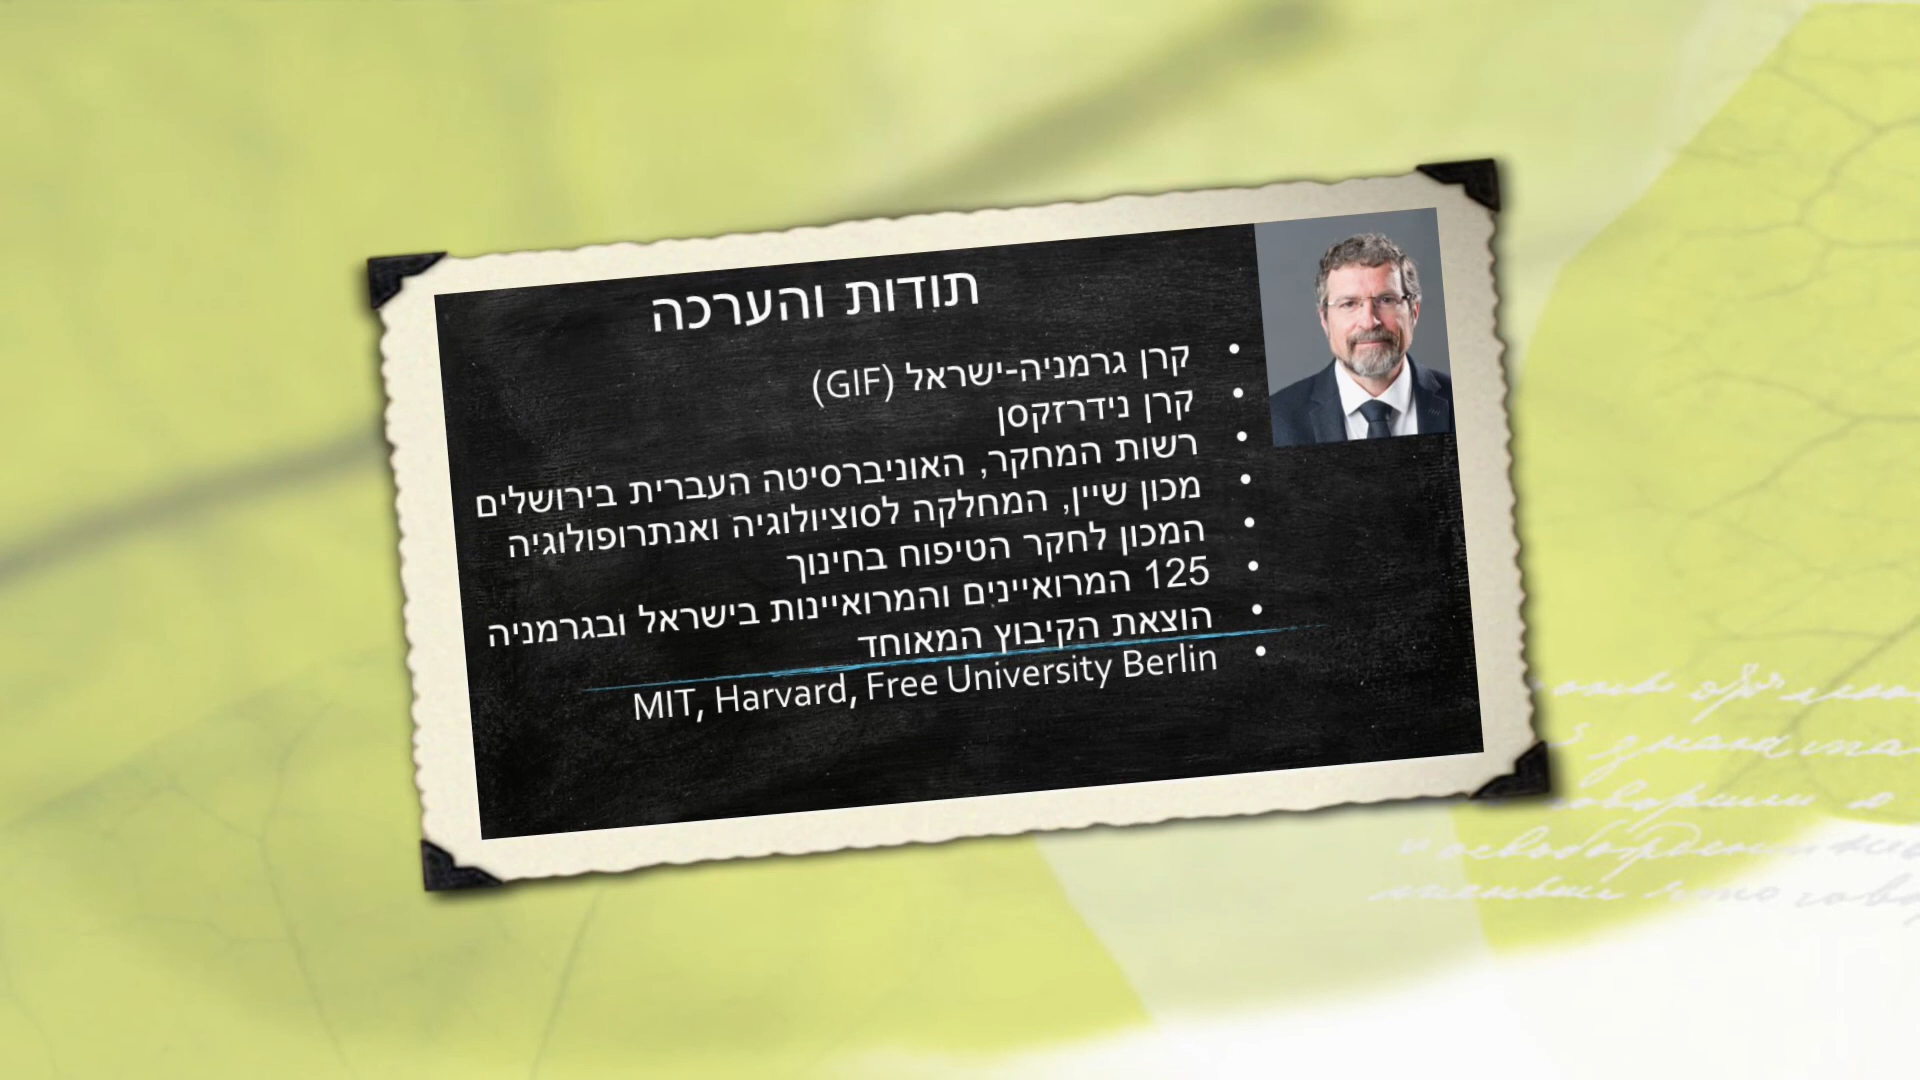 תודות והערכה
• קרן גרמניה-ישראל (GIF)
• קרן נידרזקסן
• רשות המחקר, האוניברסיטה העברית בירושלים
• מכון שיין, המחלקה לסוציולוגיה ואנתרופולוגיה
• המכון לחקר הטיפוח בחינוך
• 125 המרואיינים והמרואיינות בישראל ובגרמניה
• הוצאת הקיבוץ המאוחד
• MIT, Harvard, Free University Berlin